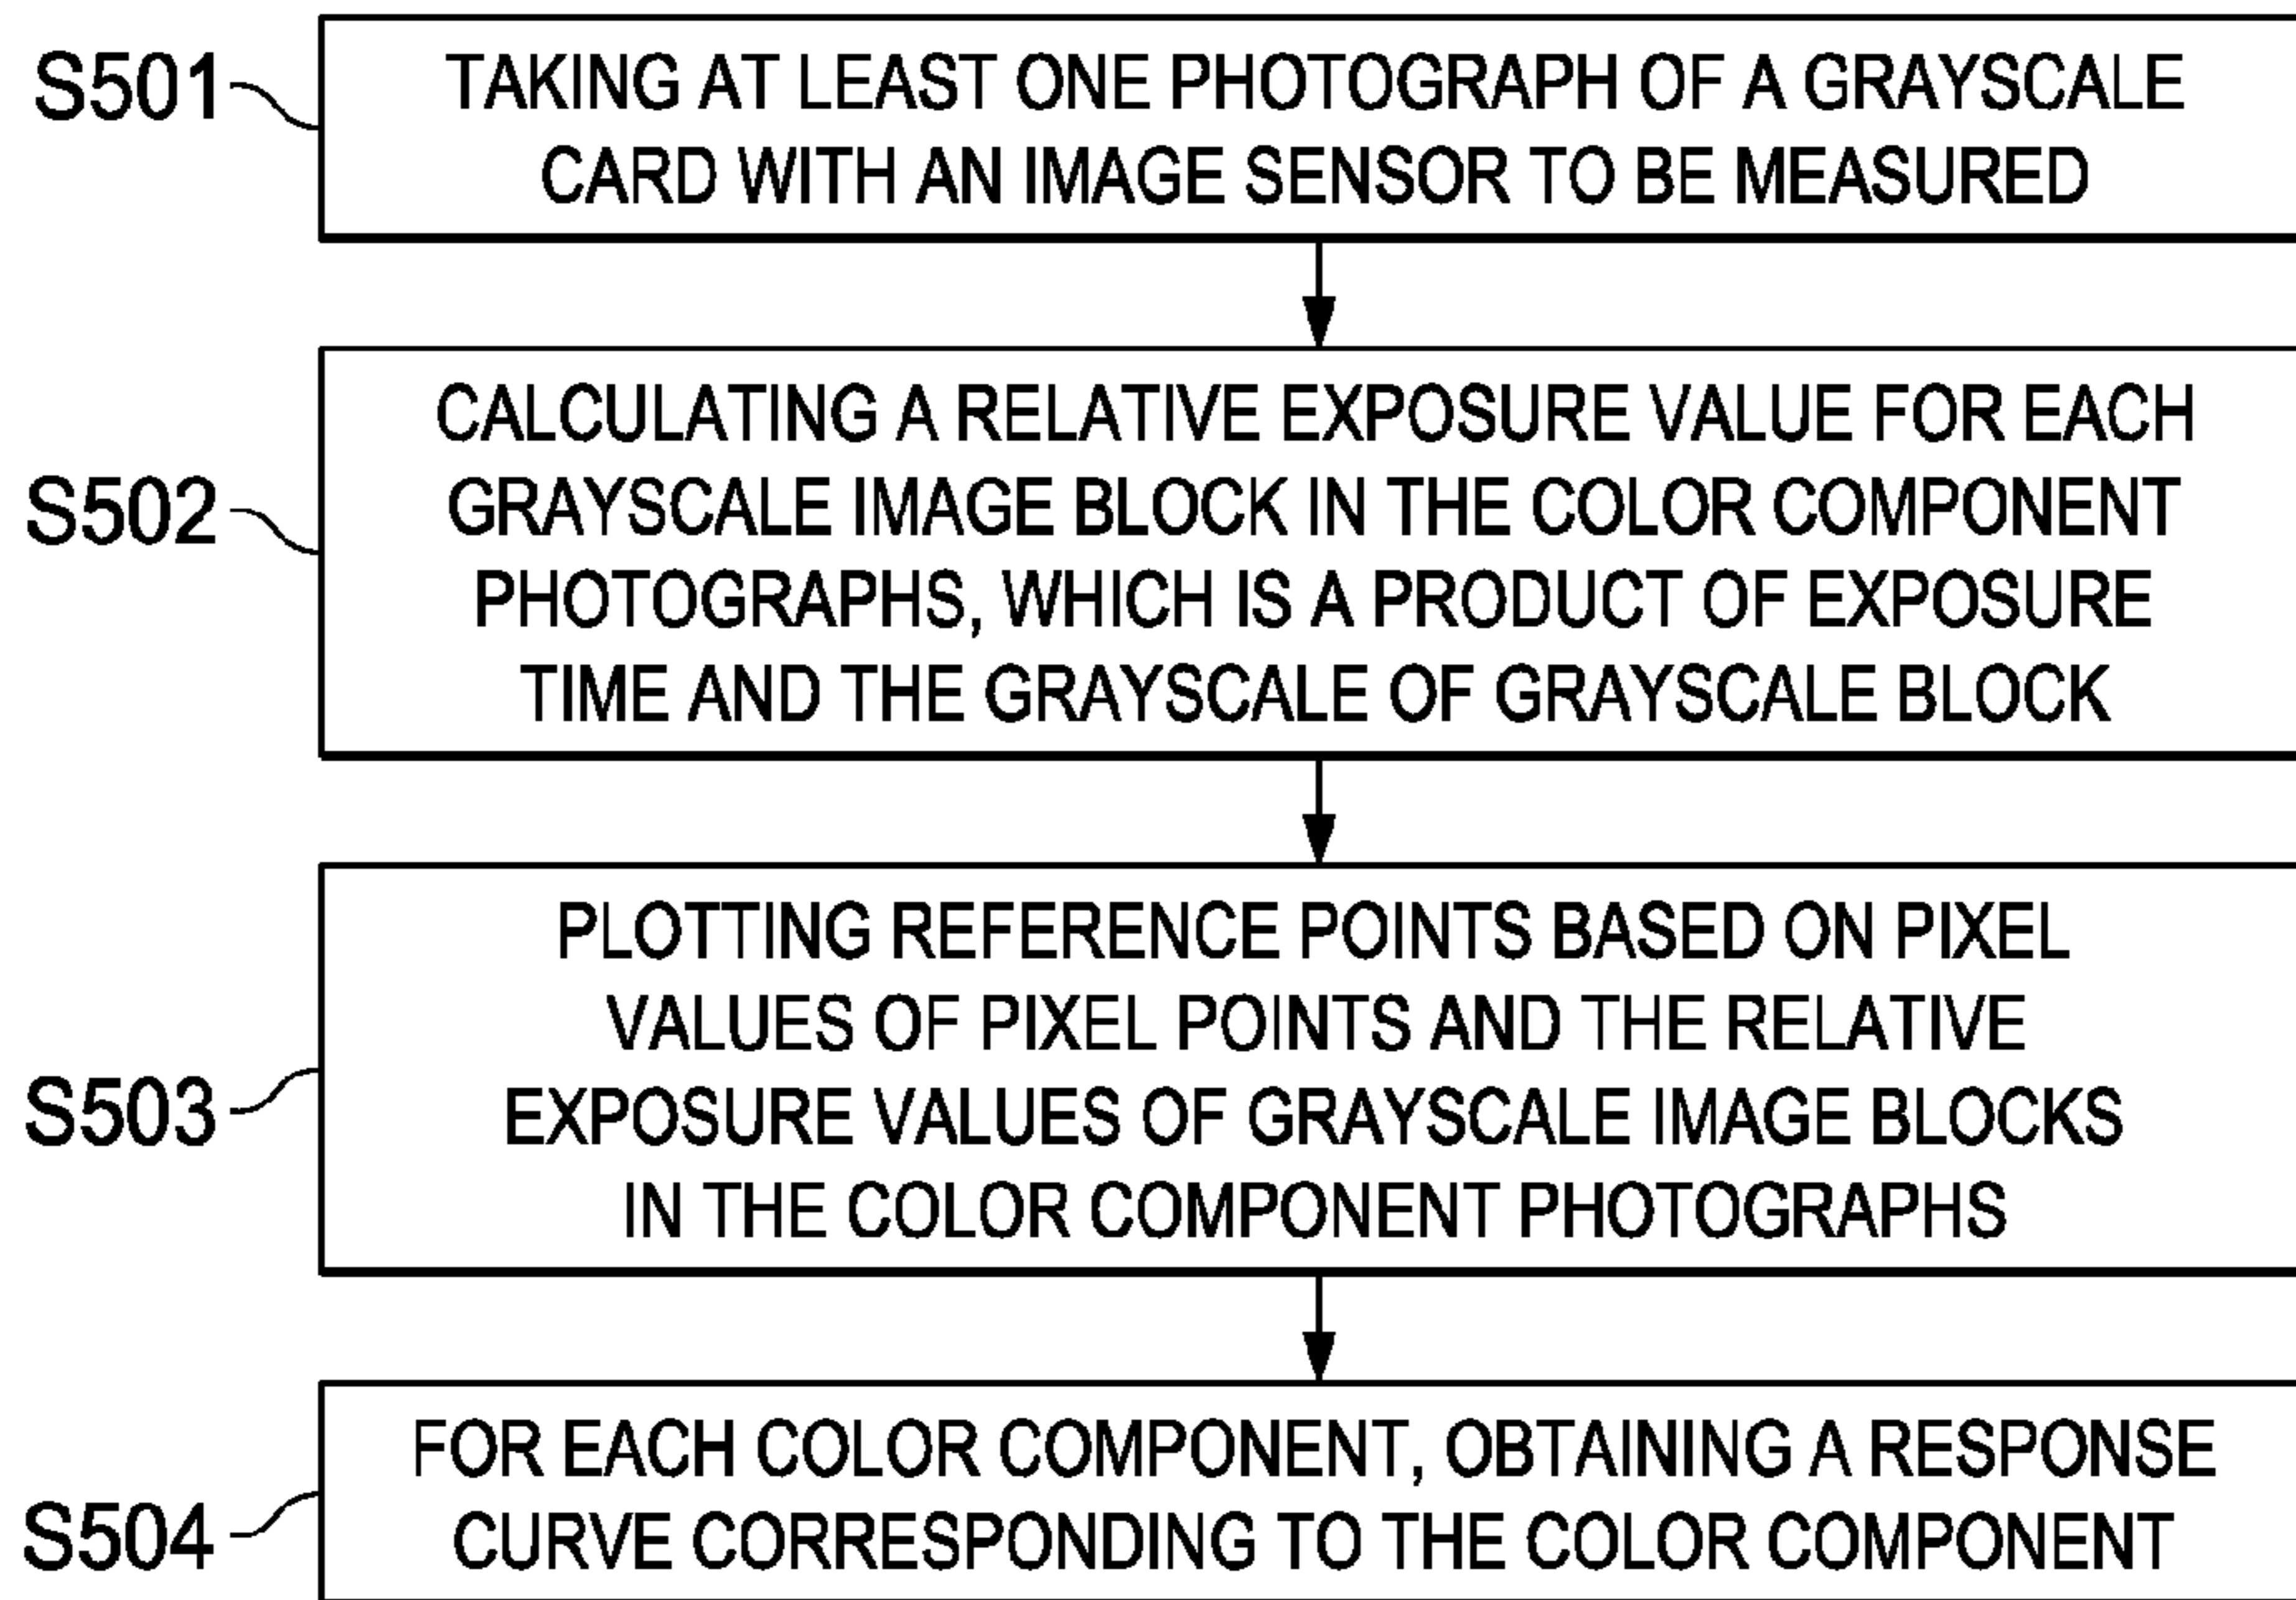 S501
TAKING AT LEAST ONE PHOTOGRAPH OF A GRAYSCALE
CARD WITH AN IMAGE SENSOR TO BE MEASURED
S502
CALCULATING A RELATIVE EXPOSURE VALUE FOR EACH
GRAYSCALE IMAGE BLOCK IN THE COLOR COMPONENT
PHOTOGRAPHS, WHICH IS A PRODUCT OF EXPOSURE
TIME AND THE GRAYSCALE OF GRAYSCALE BLOCK
S503
PLOTTING REFERENCE POINTS BASED ON PIXEL
VALUES OF PIXEL POINTS AND THE RELATIVE
EXPOSURE VALUES OF GRAYSCALE IMAGE BLOCKS
IN THE COLOR COMPONENT PHOTOGRAPHS
S504
FOR EACH COLOR COMPONENT, OBTAINING A RESPONSE
CURVE CORRESPONDING TO THE COLOR COMPONENT